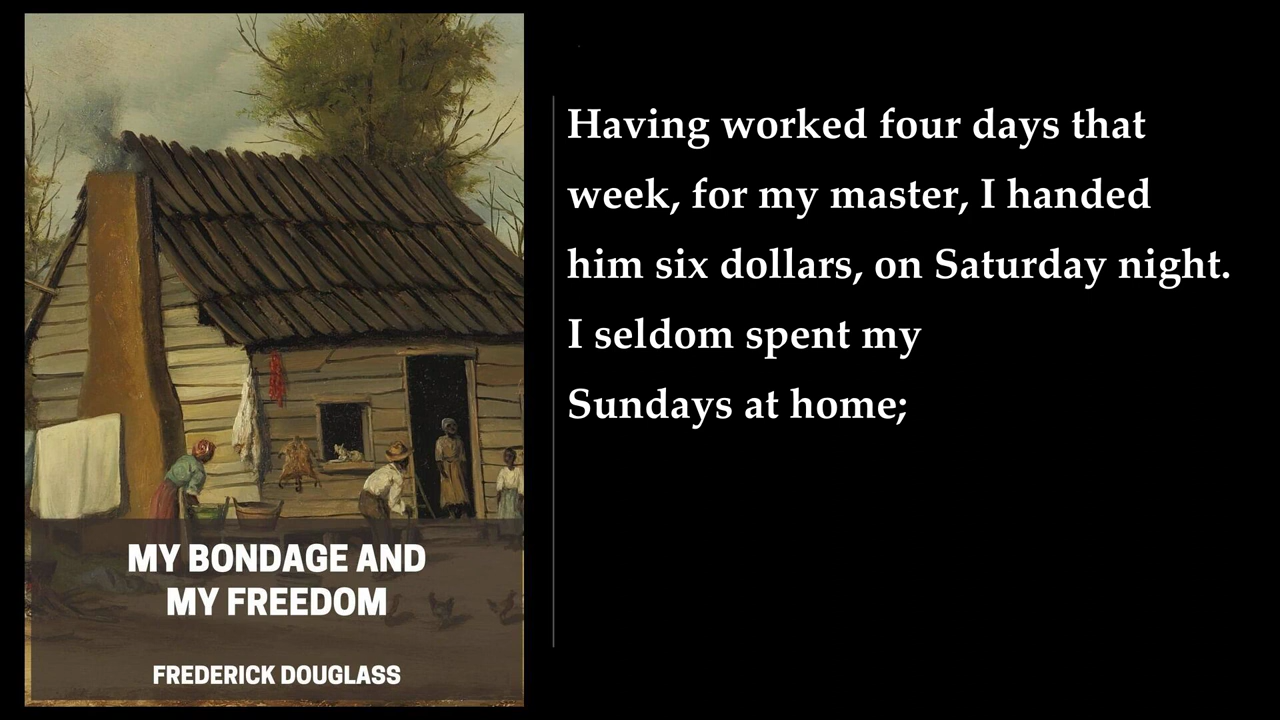 MY BONDAGE AND
MY FREEDOM
FREDERICK DOUGLASS
Having worked four days that
week, for my master, I handed
him six dollars, on Saturday night.
I seldom spent my
Sundays at home;